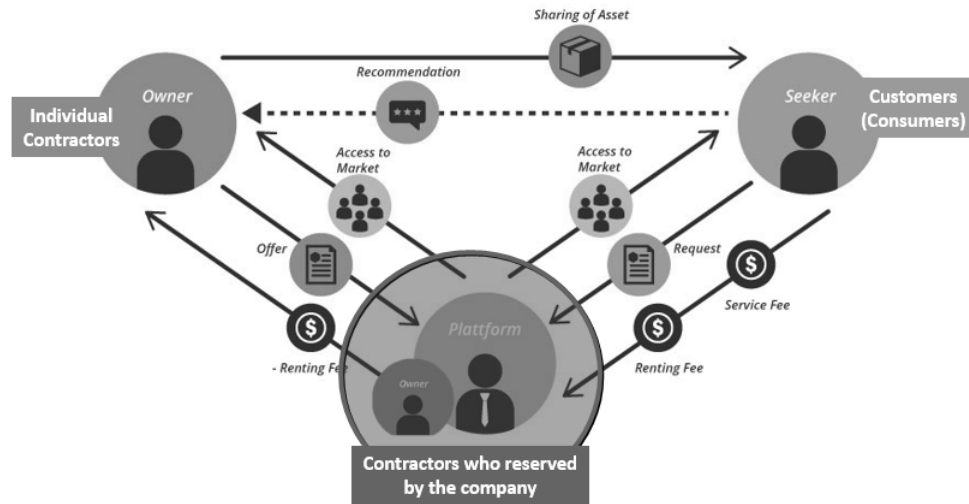 Sharing of Asset
Recommendation
Owner
Seeker
Individual
Contractors
Customers
(Consumers)
Access to
Market
Access to
Market
Offer
Request
Service Fee
Plattform
- Renting Fee
Renting Fee
Owner
Contractors who reserved
by the company